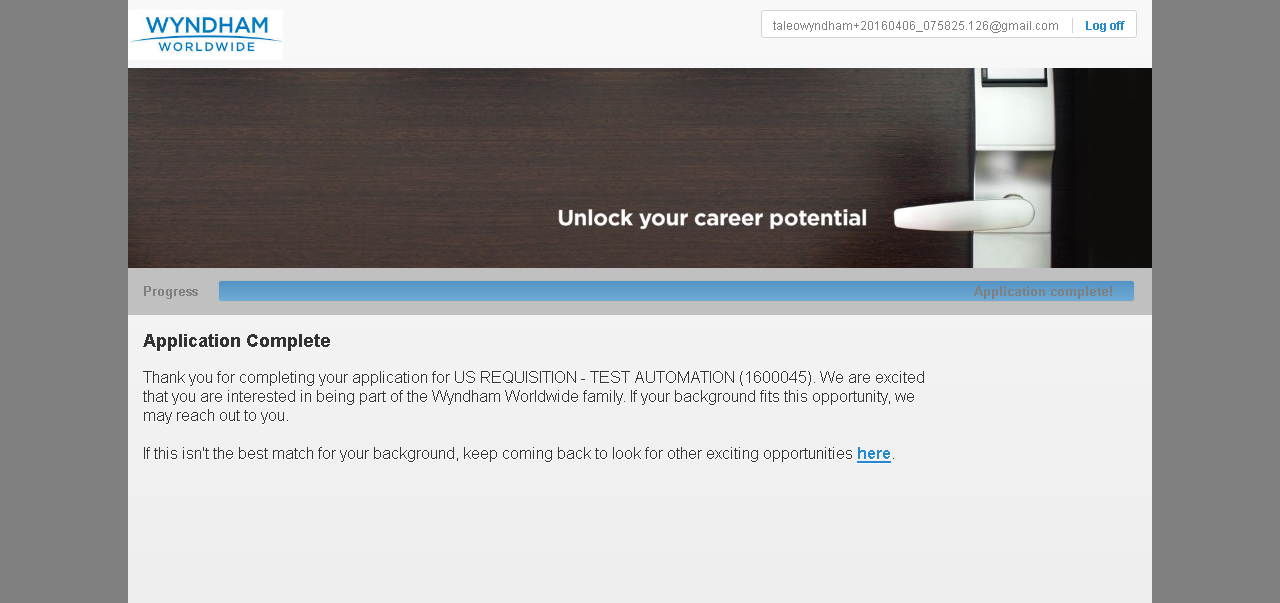 WYNDHAM
WORLDWIDE
taleowyndham+20160406_075825.126@gmail.com
Log off
Unlock your career potential
Progress
Application complete!
Application Complete
Thank you for completing your application for US REQUISITION - TEST AUTOMATION (1600045). We are excited
that you are interested in being part of the Wyndham Worldwide family. If your background fits this opportunity, we
may reach out to you.
If this isn't the best match for your background, keep coming back to look for other exciting opportunities here.